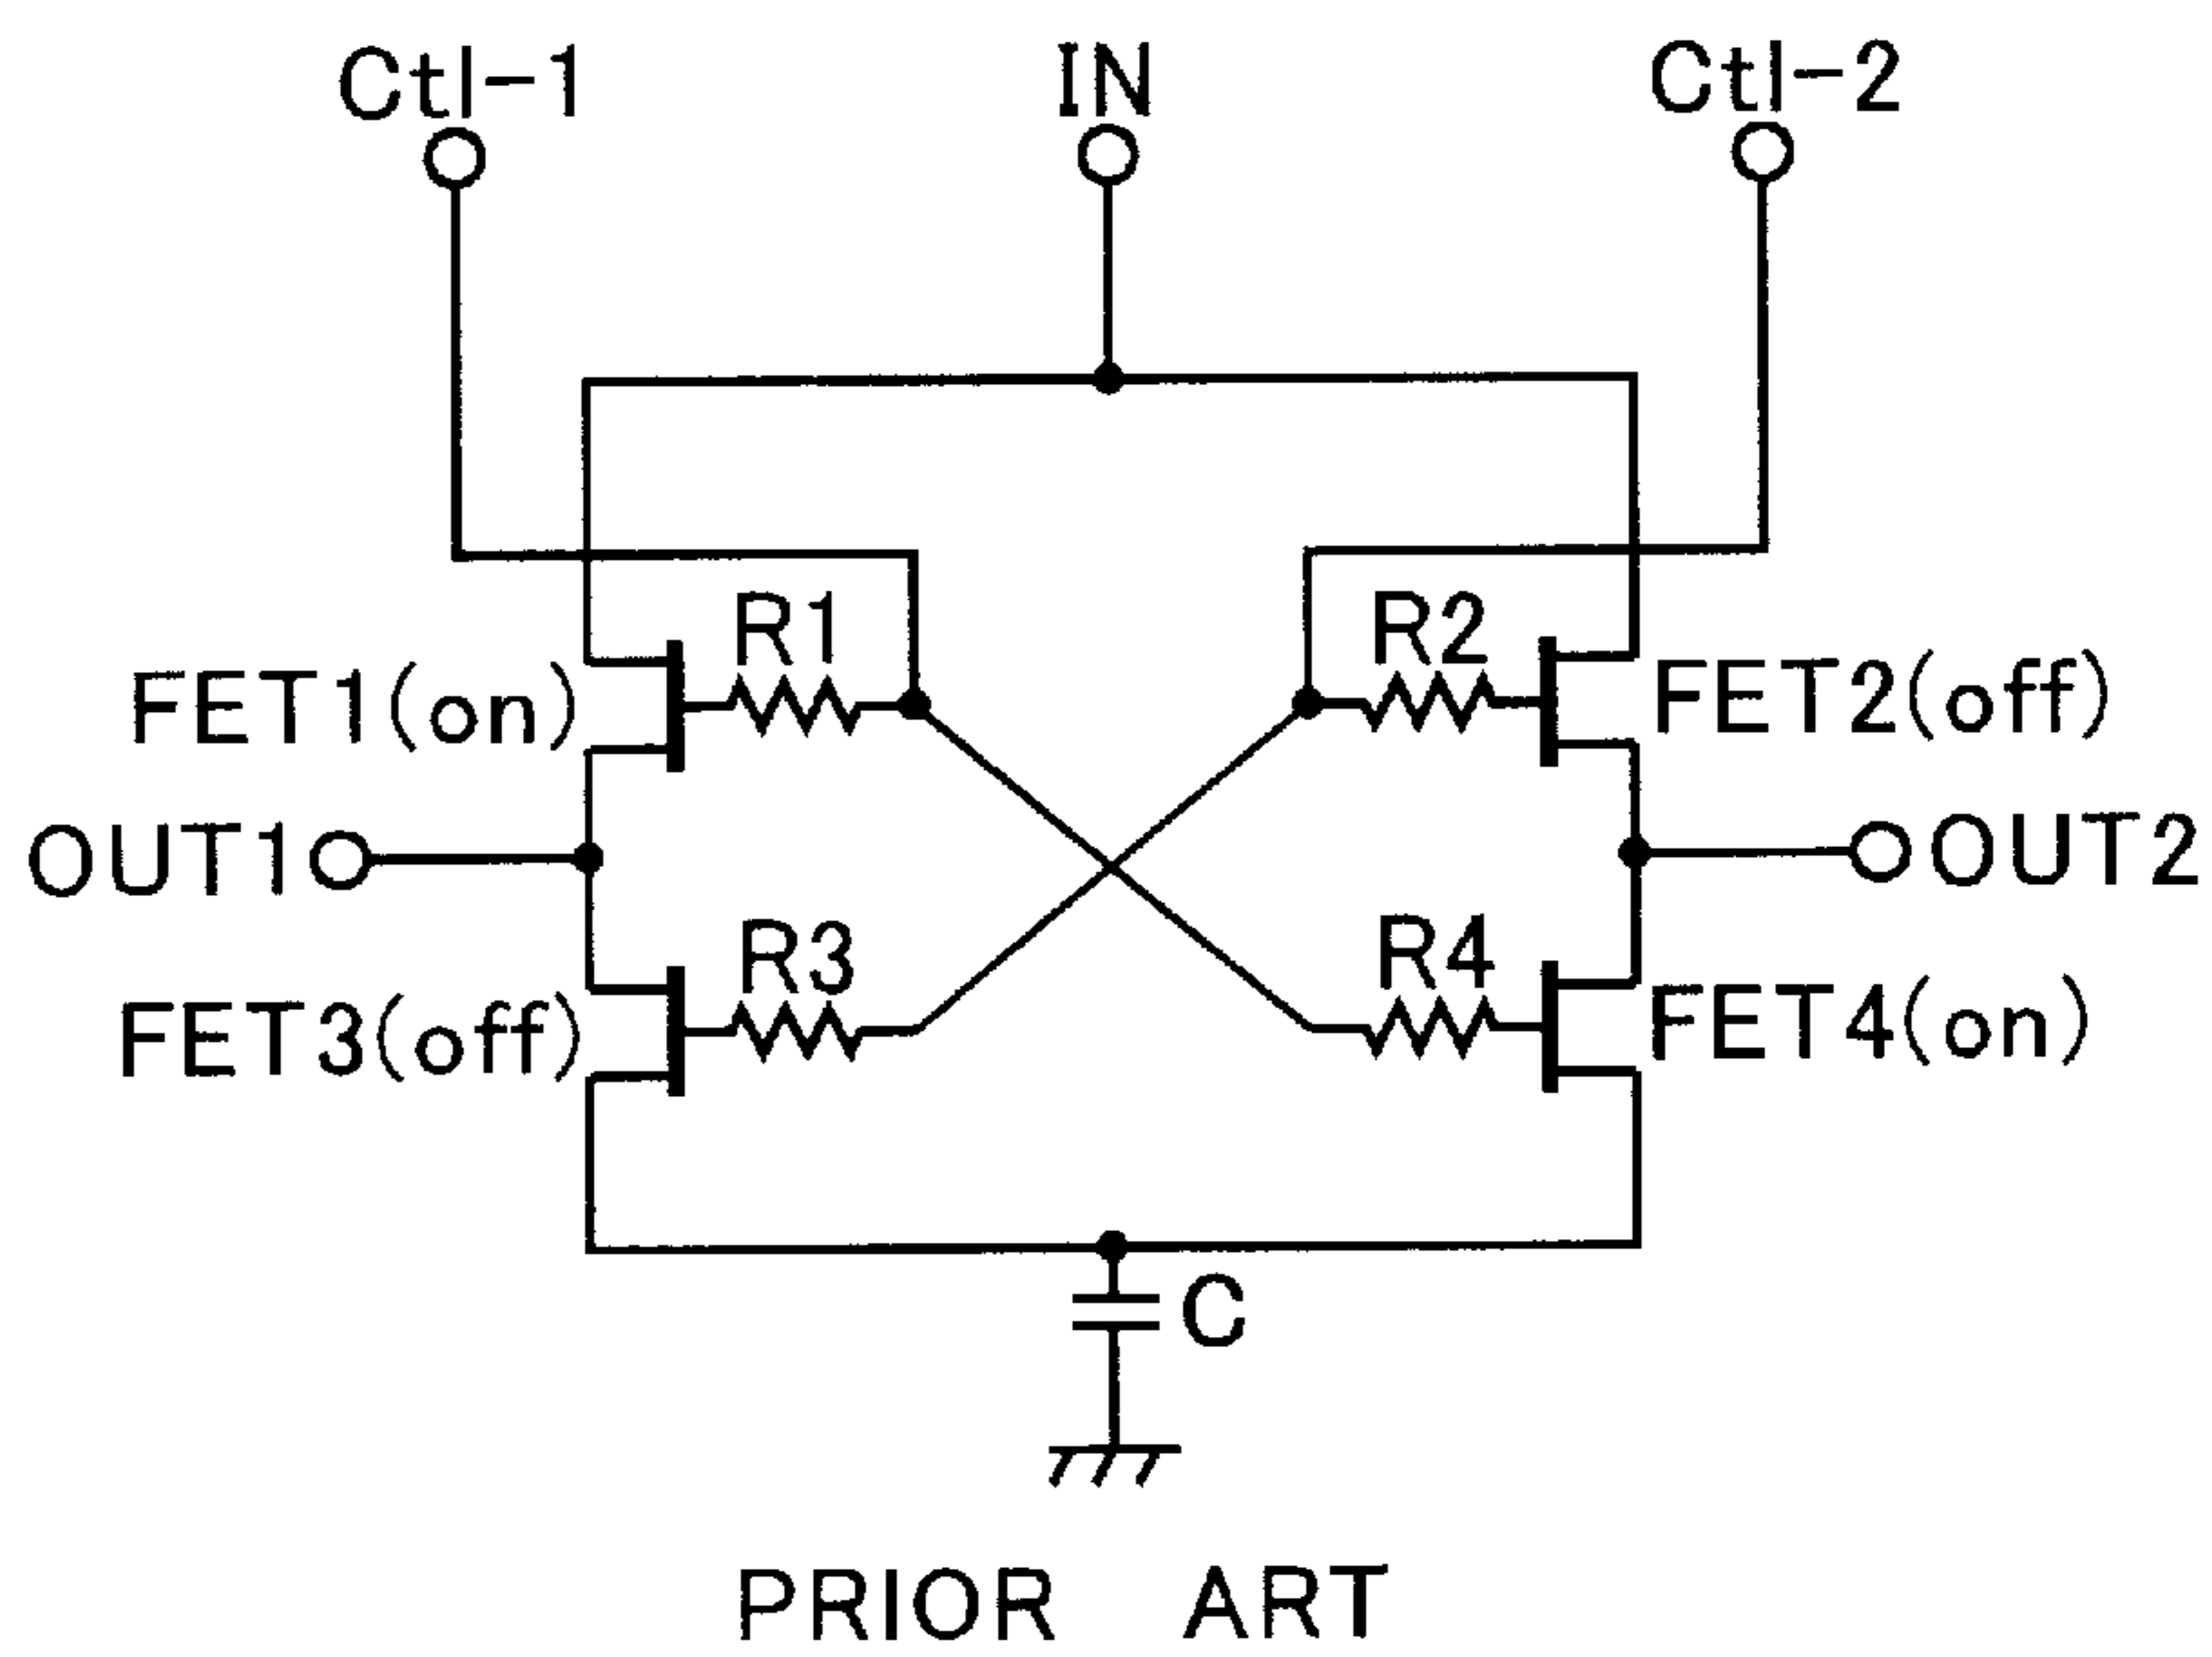 Ctl-1
IN
Ctl-2
R1
R2
FET1(on)
FET2(off)
OUT1
OUT2
R3
R4
FET3(off)
FET4(on)
C
PRIOR ART